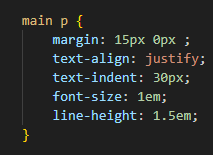 main p {
    margin: 15px 0px ;
    text-align: justify;
    text-indent: 30px;
    font-size: 1em;
    line-height: 1.5em;
}